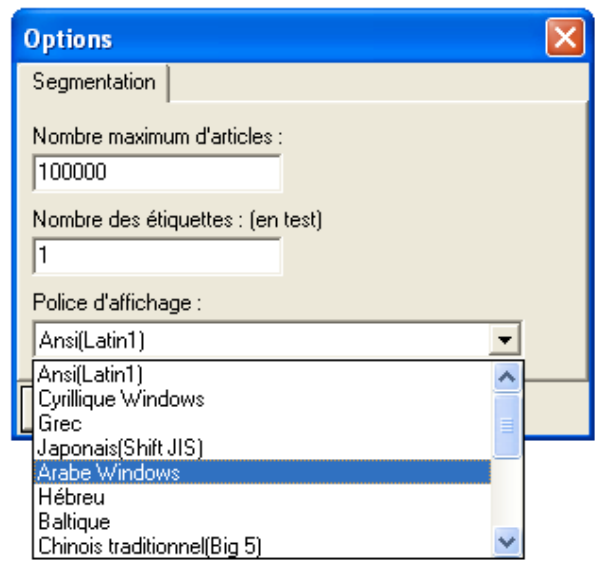 Options
Segmentation
Nombre maximum d'articles :
100000
Nombre des étiquettes : (en test)
1
Police d'affichage :
Ansi(Latin1)
Ansi(Latin1)
Cyrillique Windows
Grec
Japonais(Shift JIS)
Arabe Windows
Hébreu
Baltique
Chinois traditionnel(Big 5)